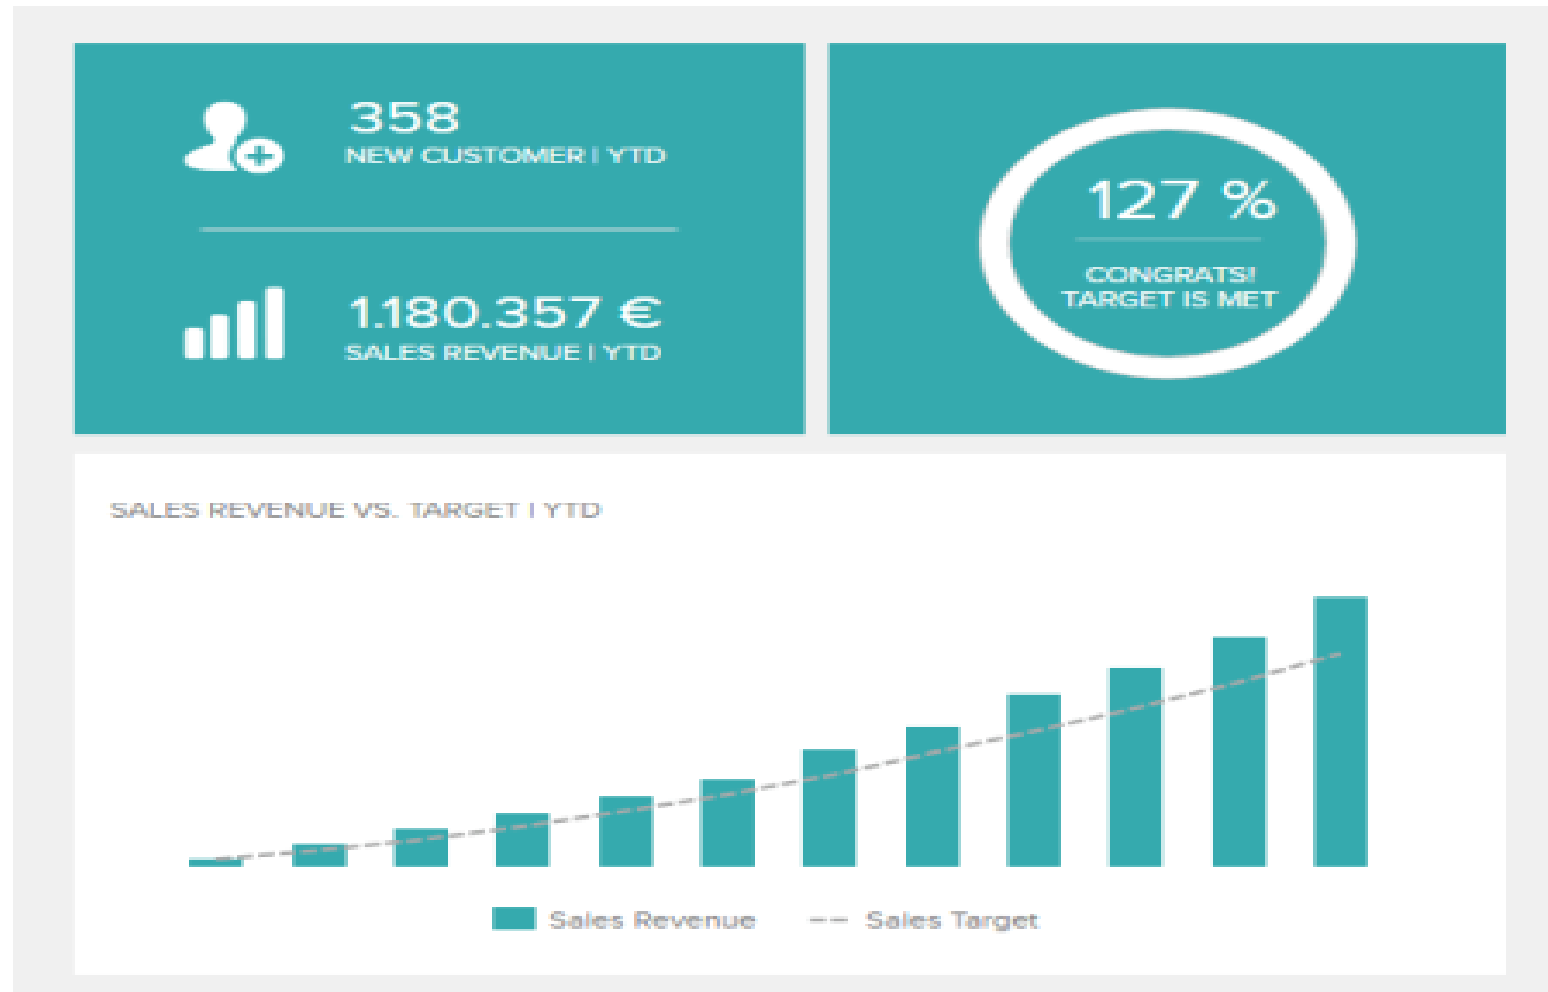 358
NEW CUSTOMER | YTD
1.180.357 €
SALES REVENUE | YTD
127 %
CONGRATS!
TARGET IS MET
SALES REVENUE VS. TARGET | YTD
Sales Revenue
Sales Target